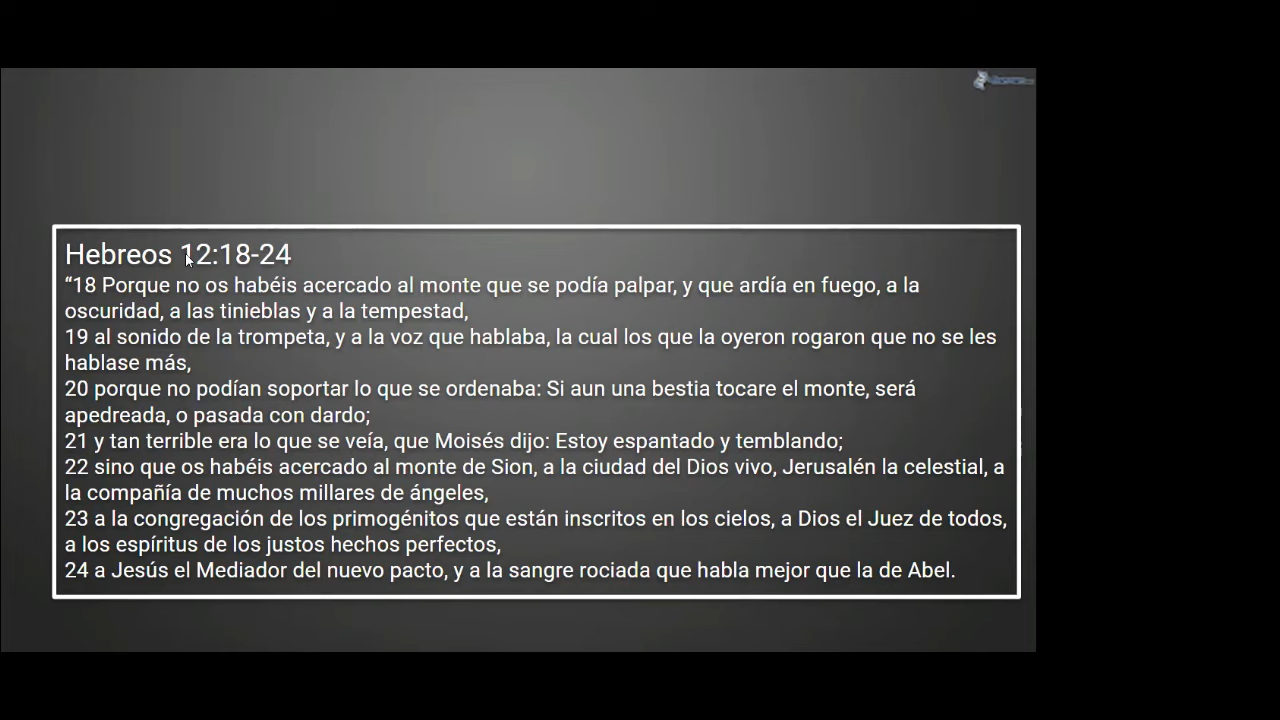 Hebreos 12:18-24
“18 Porque no os habéis acercado al monte que se podía palpar, y que ardía en fuego, a la
oscuridad, a las tinieblas y a la tempestad,
19 al sonido de la trompeta, y a la voz que hablaba, la cual los que la oyeron rogaron que no se les
hablase más,
20 porque no podían soportar lo que se ordenaba: Si aun una bestia tocare el monte, será
apedreada, o pasada con dardo;
21 y tan terrible era lo que se veía, que Moisés dijo: Estoy espantado y temblando;
22 sino que os habéis acercado al monte de Sion, a la ciudad del Dios vivo, Jerusalén la celestial, a
la compañía de muchos millares de ángeles,
23 a la congregación de los primogénitos que están inscritos en los cielos, a Dios el Juez de todos,
a los espíritus de los justos hechos perfectos,
24 a Jesús el Mediador del nuevo pacto, y a la sangre rociada que habla mejor que la de Abel.